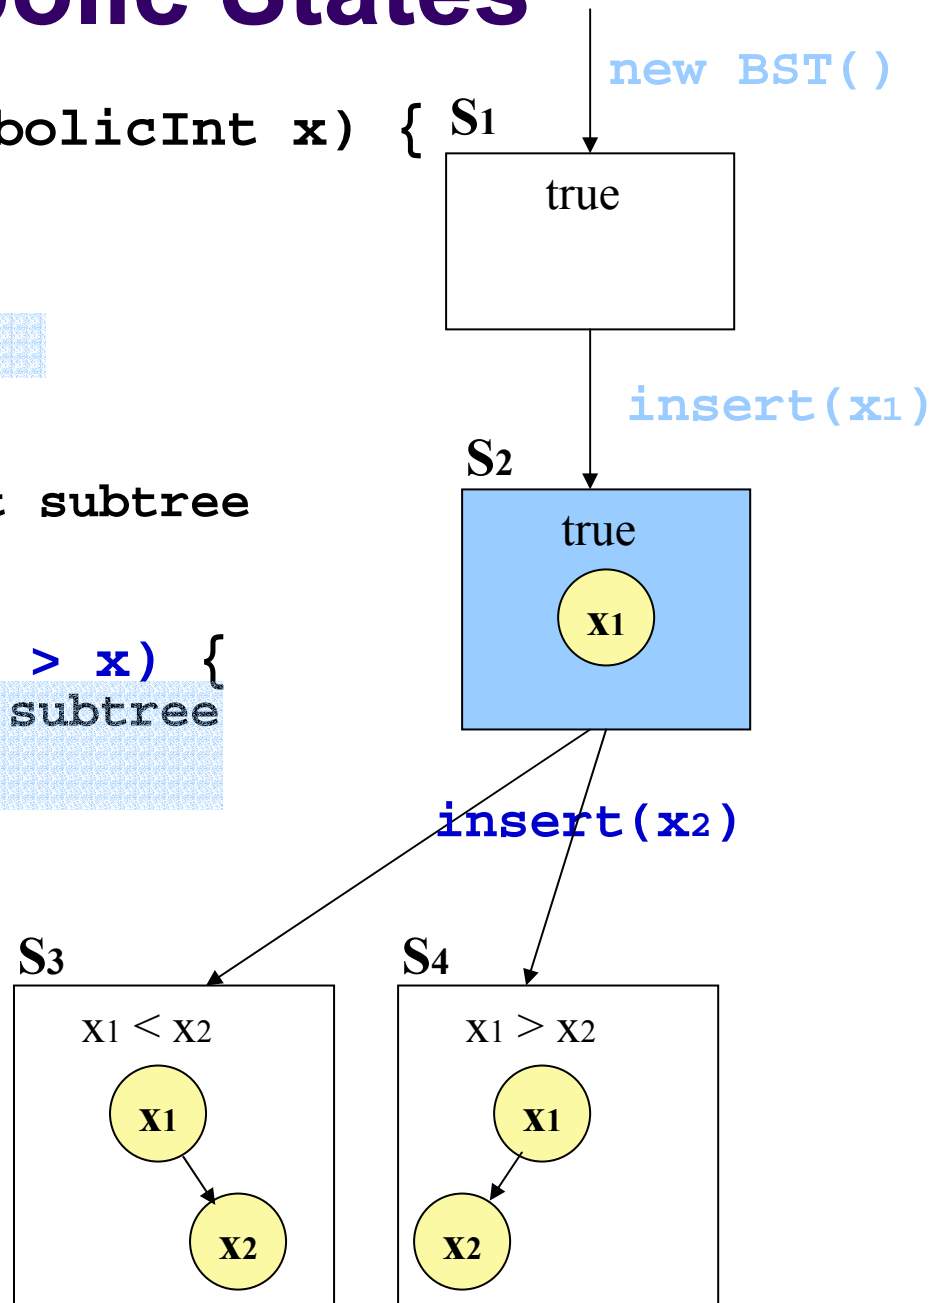 States
new BST()
x) {
S1
true
insert(x1)
S2
subtree
true
x1
> x) {
subtree
insert(x2)
S3
S4
x1 < x2
x1 > x2
x1
x1
x2
x2